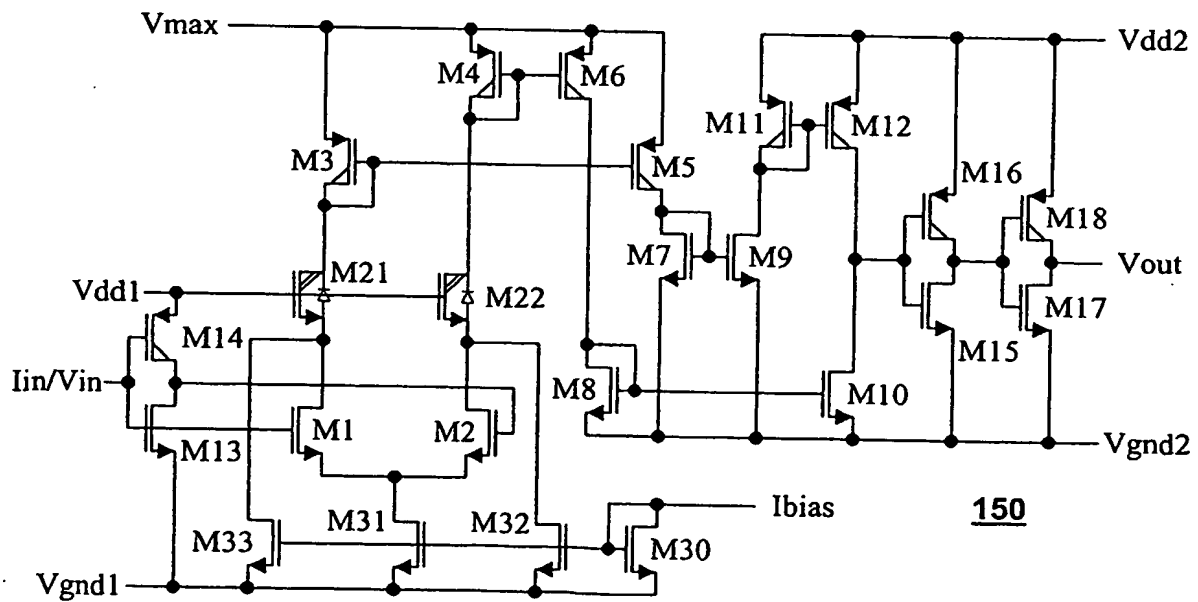 Vmax
Vdd2
M4
M6
M11
M12
M3
M5
M16
M18
M7
M9
M21
Vdd1
M22
Vout
M14
M17
M15
Iin/Vin
M8
M10
M1
M2
M13
Vgnd2
Ibias
150
M33
M31
M32
M30
Vgnd1